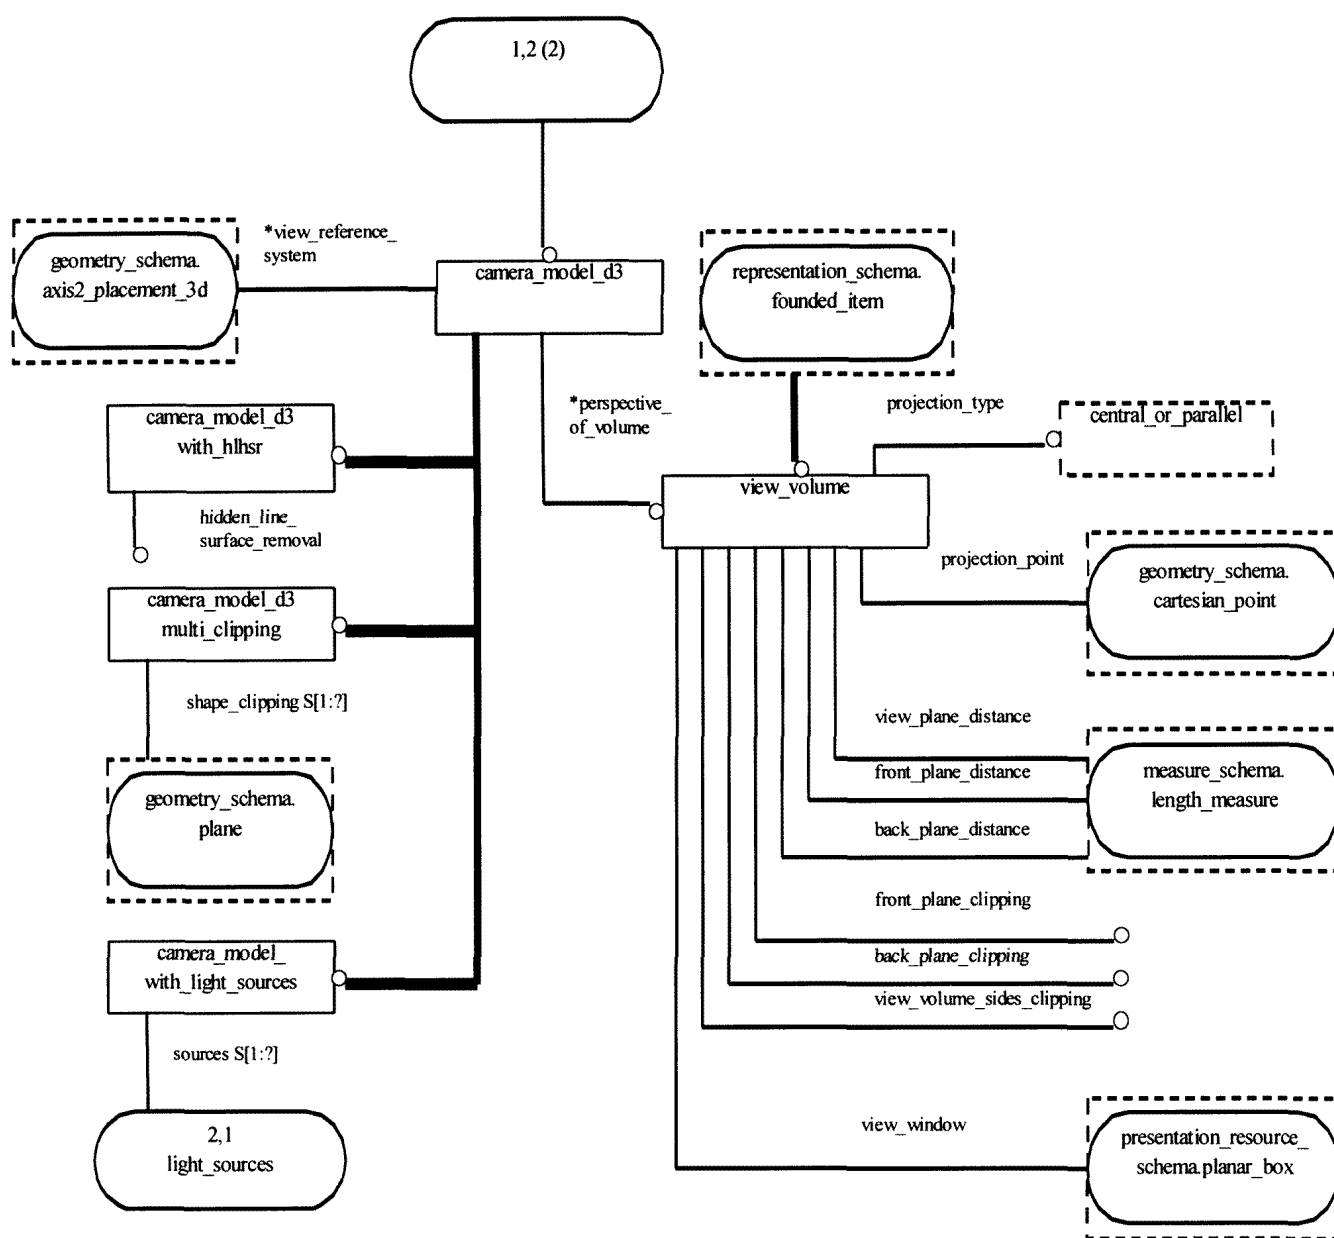 1,2 (2)
*view_reference_
system
geometry_schema.
axis2_placement_3d
camera_model_d3
representation_schema.
founded_item
camera_model_d3
with_hlhsr
*perspective_
of_volume
projection_type
central_or_parallel
view_volume
hidden_line_
surface_removal
projection_point
geometry_schema.
cartesian_point
camera_model_d3
multi_clipping
shape_clipping S[1:?]
view_plane_distance
front_plane_distance
measure_schema.
length_measure
geometry_schema.
plane
back_plane_distance
front_plane_clipping
back_plane_clipping
view_volume_sides_clipping
camera_model_
with_light_sources
sources S[1:?]
2,1
light_sources
view_window
presentation_resource_
schema.planar_box